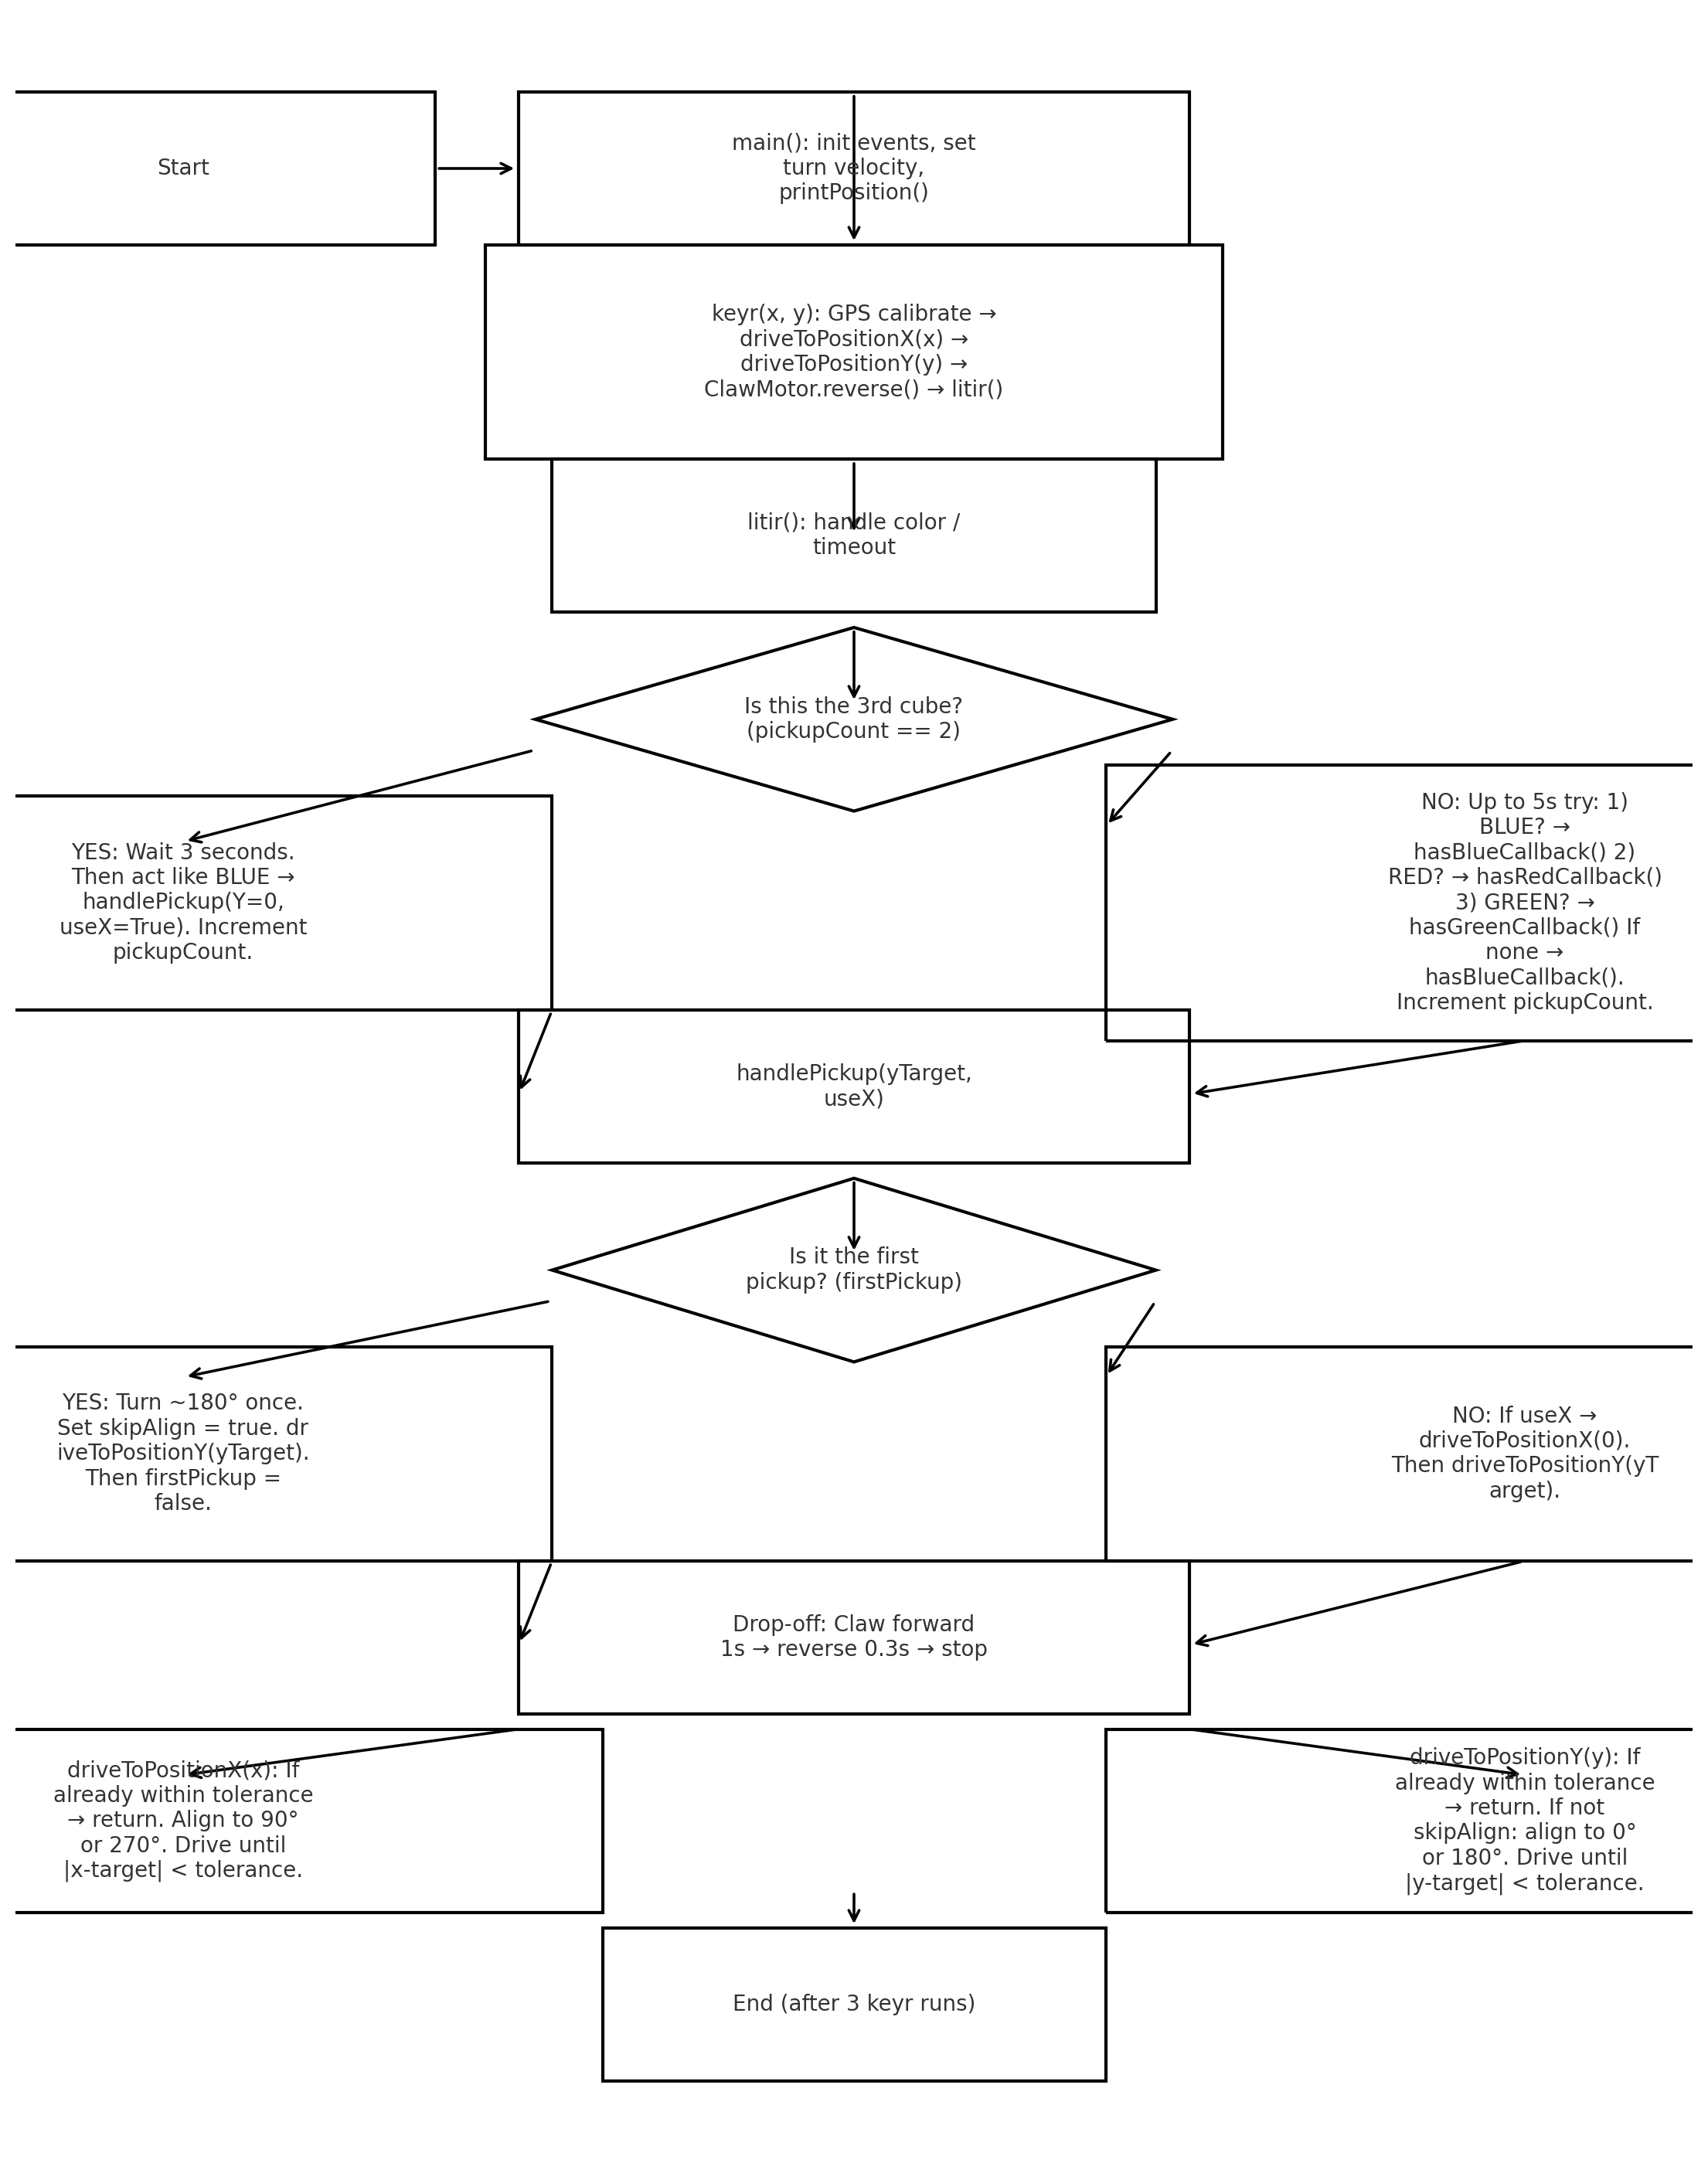 Start
main(): init events, set
turn velocity,
printPosition()
keyr(x, y): GPS calibrate →
driveToPositionX(x) →
driveToPositionY(y) →
ClawMotor.reverse() → litir()
litir(): handle color /
timeout
Is this the 3rd cube?
(pickupCount == 2)
YES: Wait 3 seconds.
Then act like BLUE →
handlePickup(Y=0,
useX=True). Increment
pickupCount.
NO: Up to 5s try: 1)
BLUE? →
hasBlueCallback() 2)
RED? → hasRedCallback()
3) GREEN? →
hasGreenCallback() If
none →
hasBlueCallback().
Increment pickupCount.
handlePickup(yTarget,
useX)
Is it the first
pickup? (firstPickup)
YES: Turn ~180° once.
Set skipAlign = true. dr
iveToPositionY(yTarget).
Then firstPickup =
false.
NO: If useX →
driveToPositionX(0).
Then driveToPositionY(yT
arget).
Drop-off: Claw forward
1s → reverse 0.3s → stop
driveToPositionX(x): If
already within tolerance
→ return. Align to 90°
or 270°. Drive until
|x-target| < tolerance.
driveToPositionY(y): If
already within tolerance
→ return. If not
skipAlign: align to 0°
or 180°. Drive until
|y-target| < tolerance.
End (after 3 keyr runs)